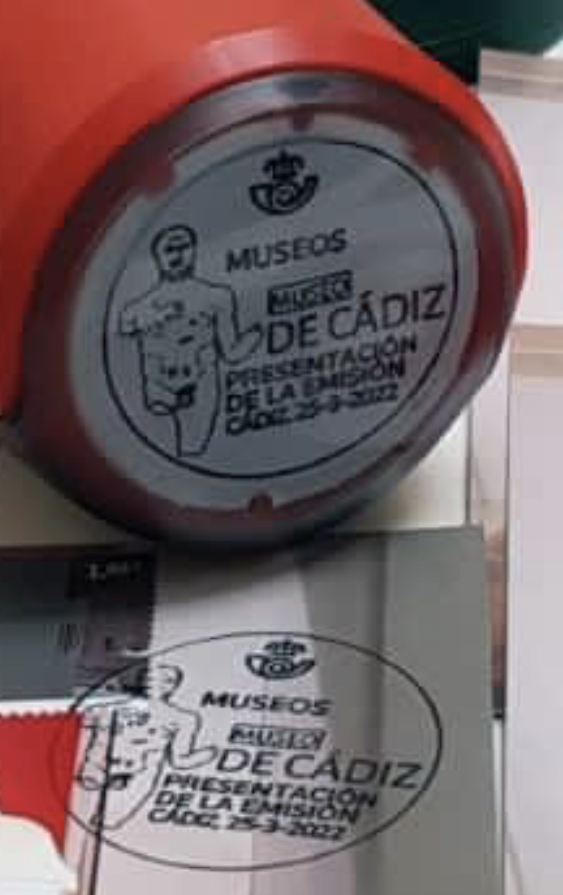 MUSEOS
MUSEO
DE CÁDIZ
PRESENTACIÓN
DE LA EMISIÓN
CÁDIZ, 25-3-2022
MUSEOS
MUSEO
DE CÁDIZ
PRESENTACIÓN
DE LA EMISIÓN
CÁDIZ, 25-3-2022